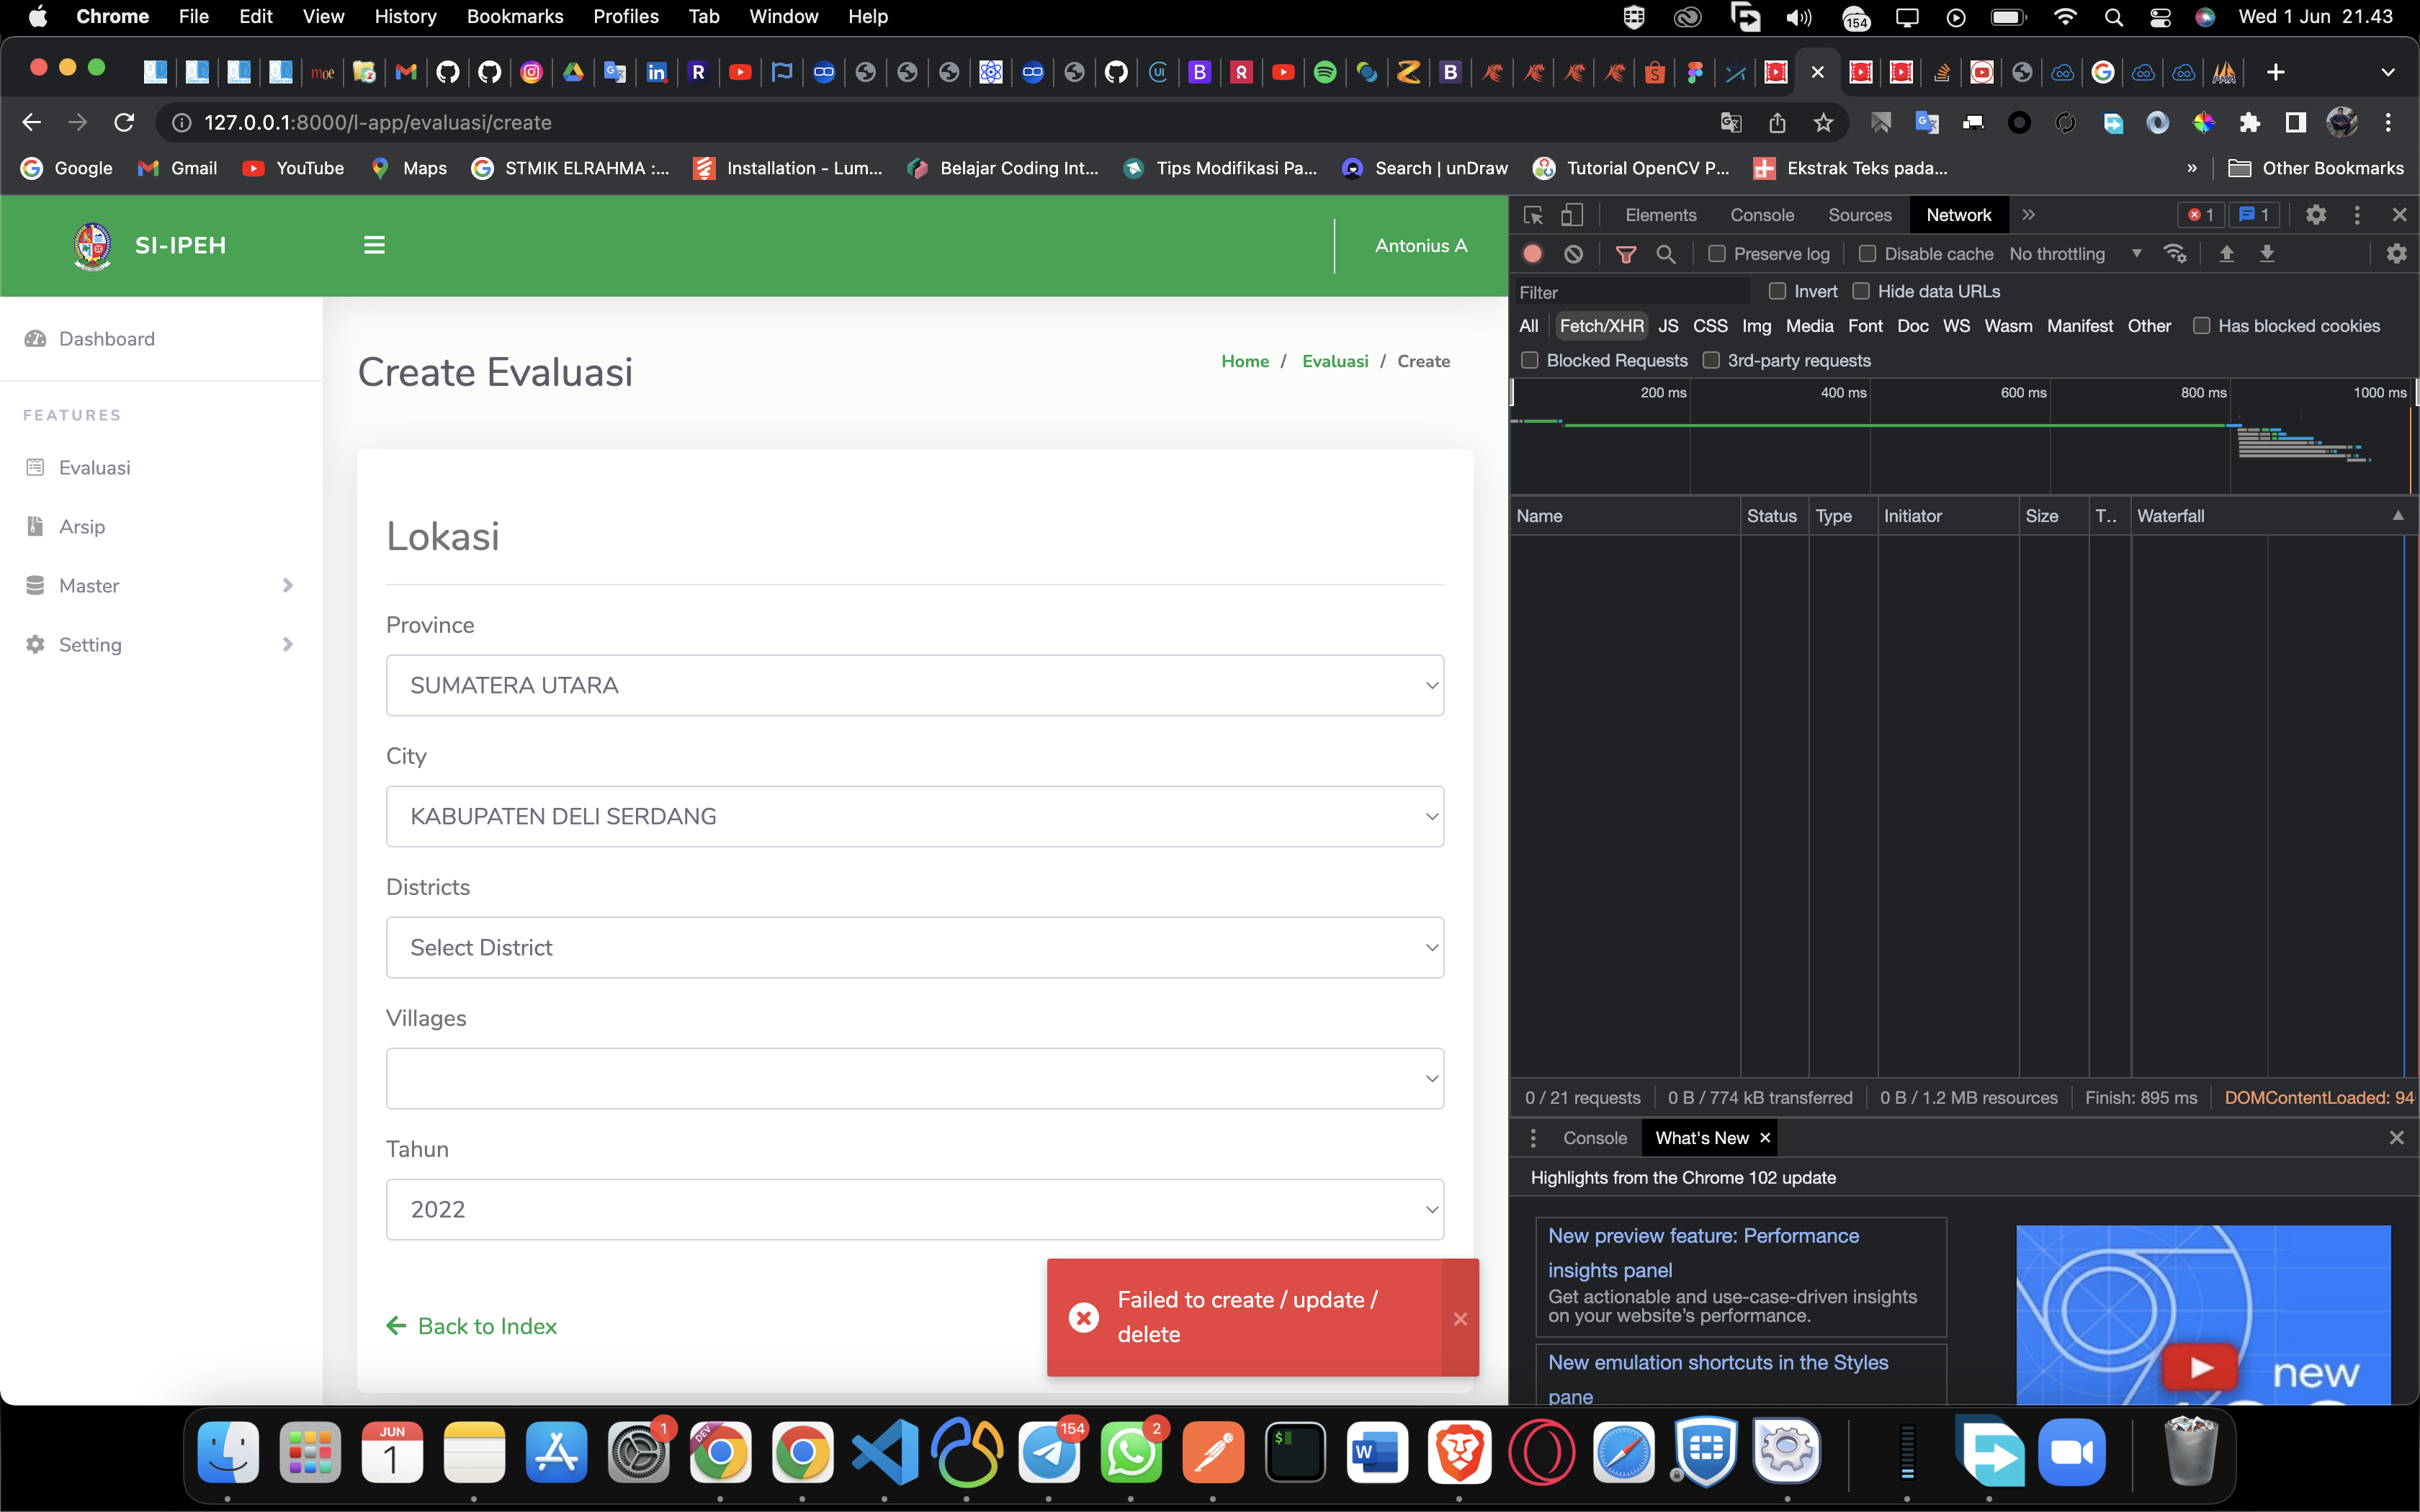 Chrome File Edit View History Bookmarks Profiles Tab Window Help
154
Wed 1 Jun 21.43
moe
127.0.0.1:8000/l-app/evaluasi/create
Google Gmail YouTube Maps STMIK ELRAHMA :... Installation - Lum... Belajar Coding Int... Tips Modifikasi Pa... Search | unDraw Tutorial OpenCV P... Ekstrak Teks pada... » Other Bookmarks
SI-IPEH
Antonius A
Dashboard
FEATURES
Evaluasi
Arsip
Master
Setting
Create Evaluasi
Home / Evaluasi / Create
Lokasi
Province
SUMATERA UTARA
City
KABUPATEN DELI SERDANG
Districts
Select District
Villages
Tahun
2022
Back to Index
Failed to create / update /
delete
Elements Console Sources Network » 1 1
Preserve log Disable cache No throttling
Filter Invert Hide data URLs
All Fetch/XHR JS CSS Img Media Font Doc WS Wasm Manifest Other Has blocked cookies
Blocked Requests 3rd-party requests
200 ms 400 ms 600 ms 800 ms 1000 ms
Name Status Type Initiator Size T.. Waterfall
0 / 21 requests 0 B / 774 kB transferred 0 B / 1.2 MB resources Finish: 895 ms DOMContentLoaded: 94
Console What's New
Highlights from the Chrome 102 update
New preview feature: Performance
insights panel
Get actionable and use-case-driven insights
on your website's performance.
New emulation shortcuts in the Styles
pane
new
JUN
1
1
DEV
154
2
$
W